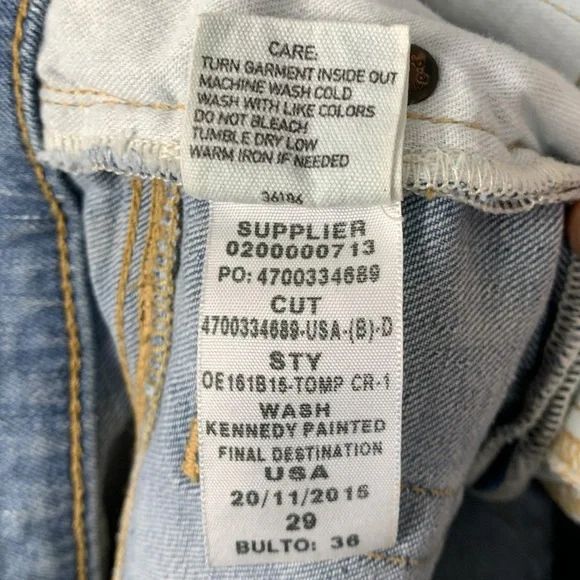 CARE:
TURN GARMENT INSIDE OUT
MACHINE WASH COLD
WASH WITH LIKE COLORS
DO NOT BLEACH
TUMBLE DRY LOW
WARM IRON IF NEEDED
36186
SUPPLIER
0200000713
PO: 4700334689
CUT
4700334689-USA-(B)-D
STY
OE161B15-TOMP CR-1
WASH
KENNEDY PAINTED
FINAL DESTINATION
USA
20/11/2015
29
BULTO: 36